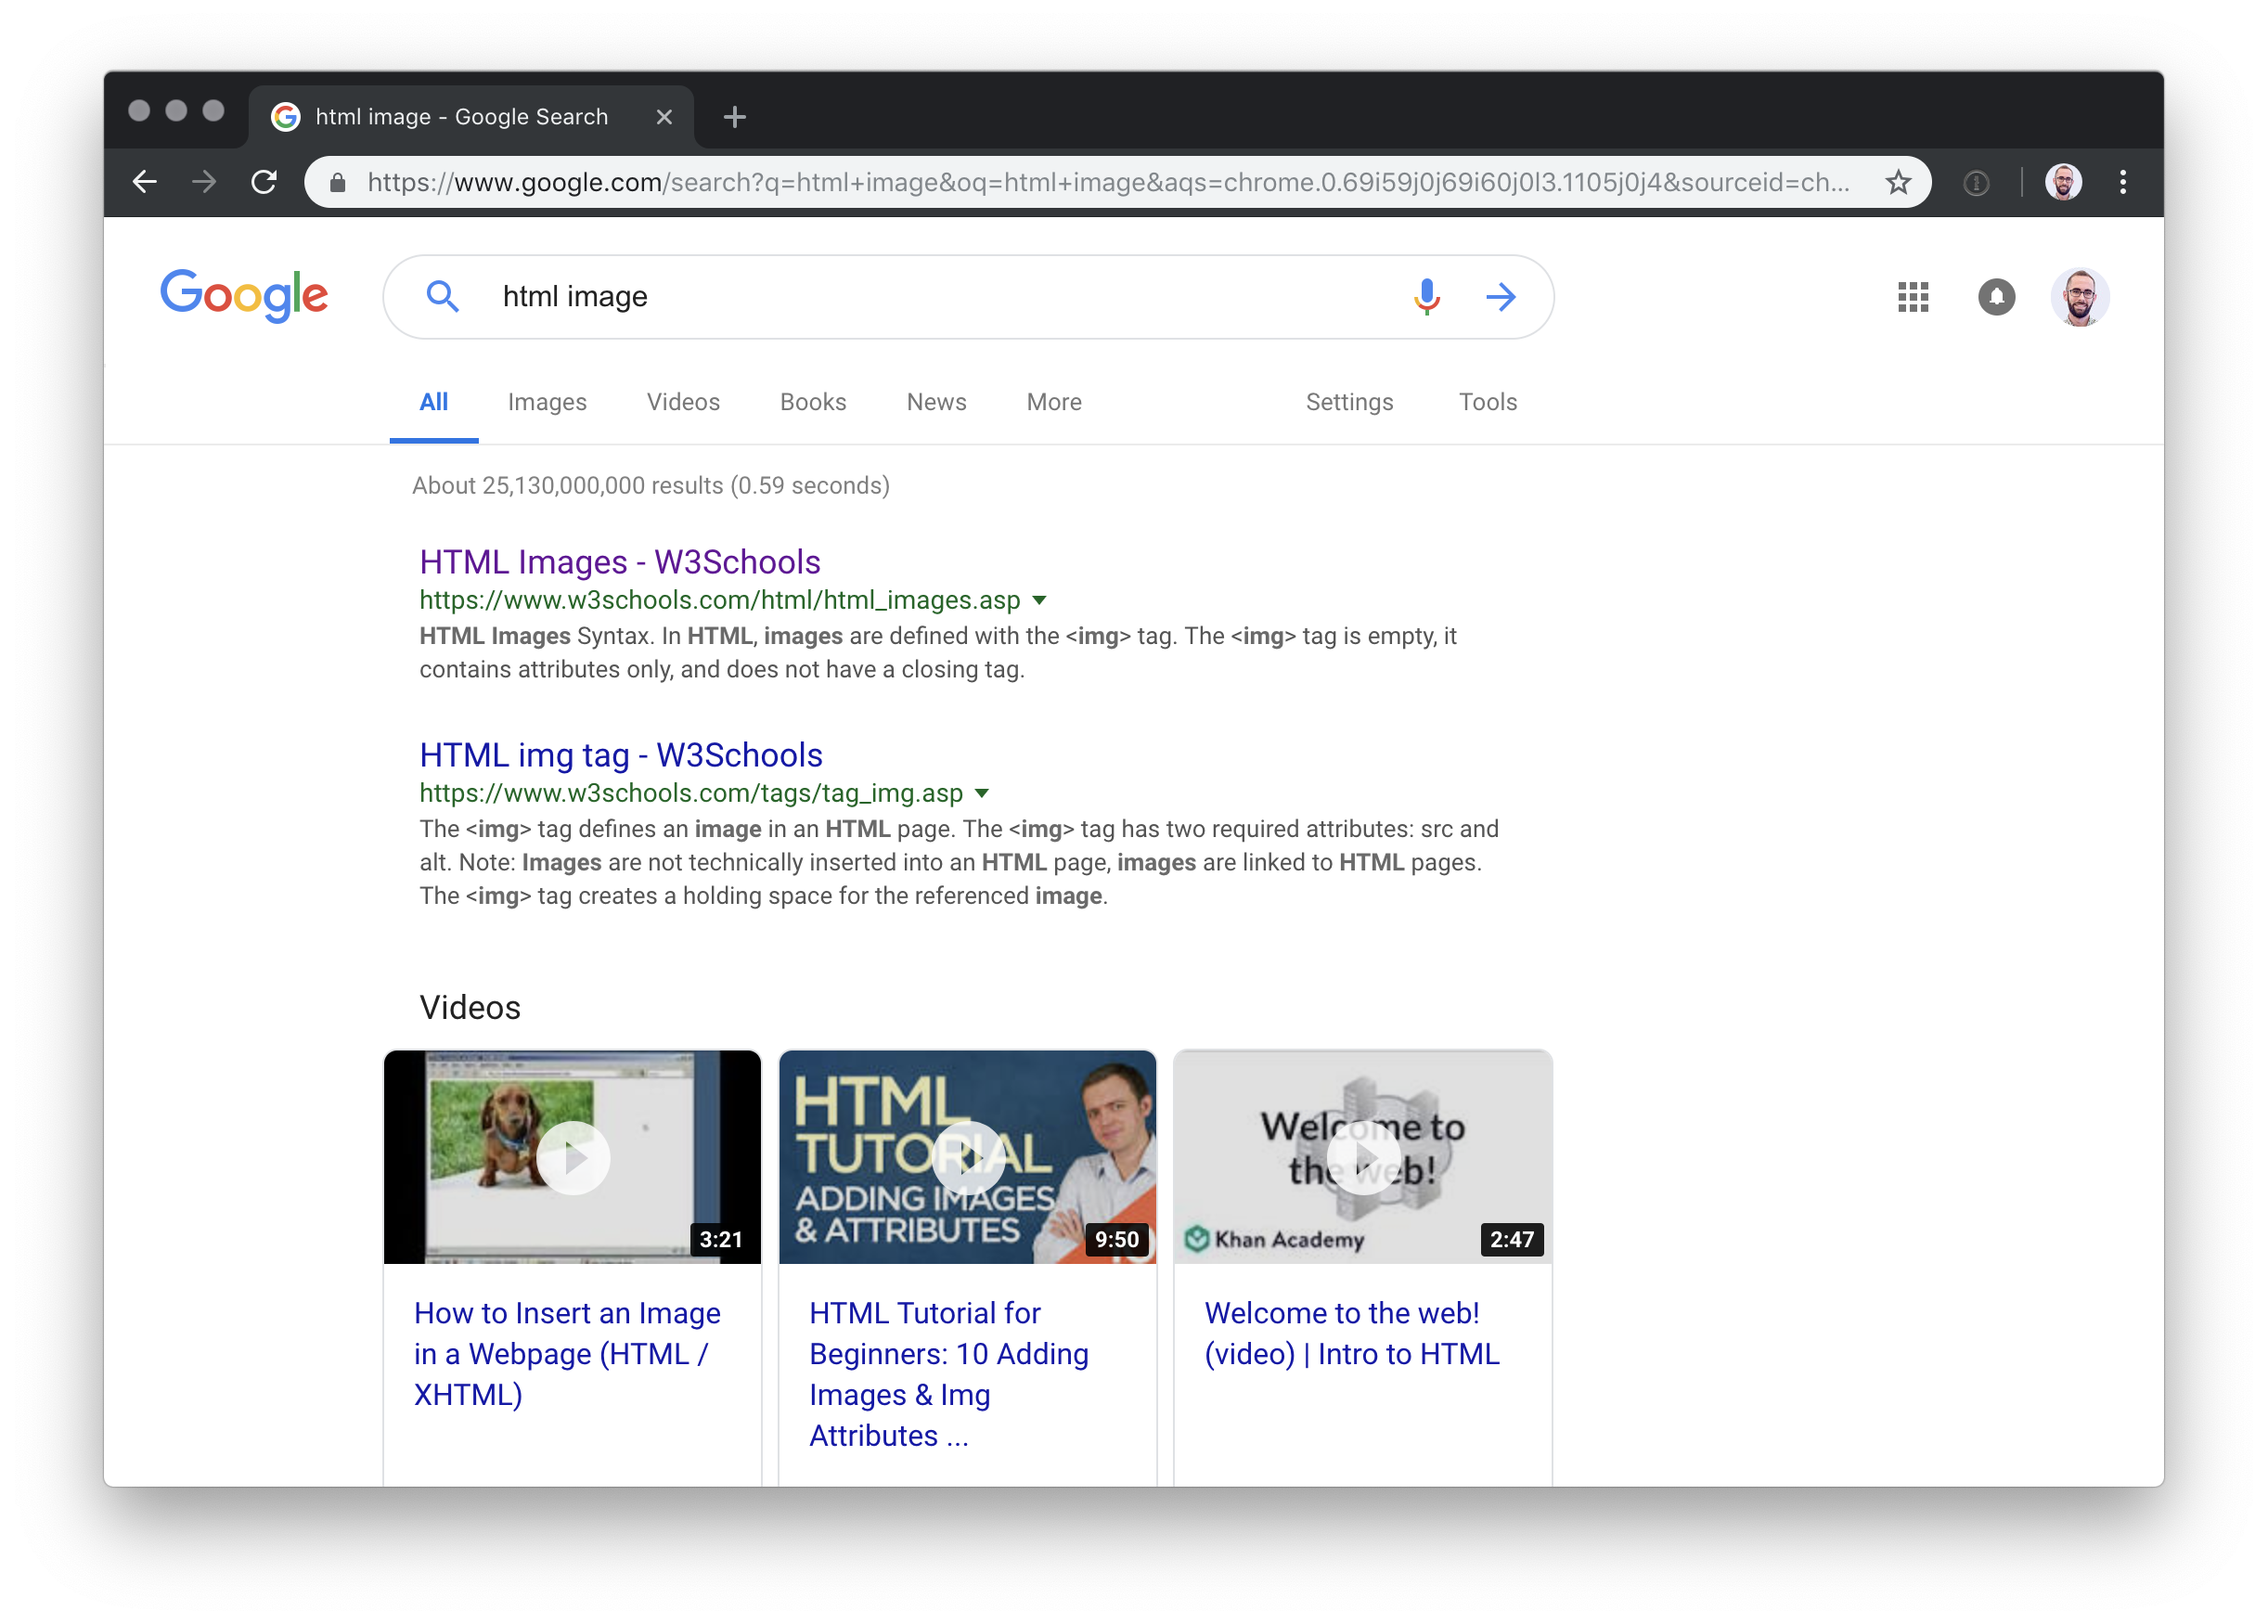 html image - Google Search
https://www.google.com/search?q=html+image&oq=html+image&aqs=chrome.0.69i59j0j69i60j0l3.1105j0j4&sourceid=ch...
Google
html image
All Images Videos Books News More Settings Tools
About 25,130,000,000 results (0.59 seconds)
HTML Images - W3Schools
https://www.w3schools.com/html/html_images.asp
HTML Images Syntax. In HTML, images are defined with the <img> tag. The <img> tag is empty, it
contains attributes only, and does not have a closing tag.
HTML img tag - W3Schools
https://www.w3schools.com/tags/tag_img.asp
The <img> tag defines an image in an HTML page. The <img> tag has two required attributes: src and
alt. Note: Images are not technically inserted into an HTML page, images are linked to HTML pages.
The <img> tag creates a holding space for the referenced image.
Videos
3:21
How to Insert an Image
in a Webpage (HTML /
XHTML)
HTML
TUTORIAL
ADDING IMAGES
& ATTRIBUTES
9:50
HTML Tutorial for
Beginners: 10 Adding
Images & Img
Attributes ...
Welcome to
the web!
Khan Academy
2:47
Welcome to the web!
(video) | Intro to HTML